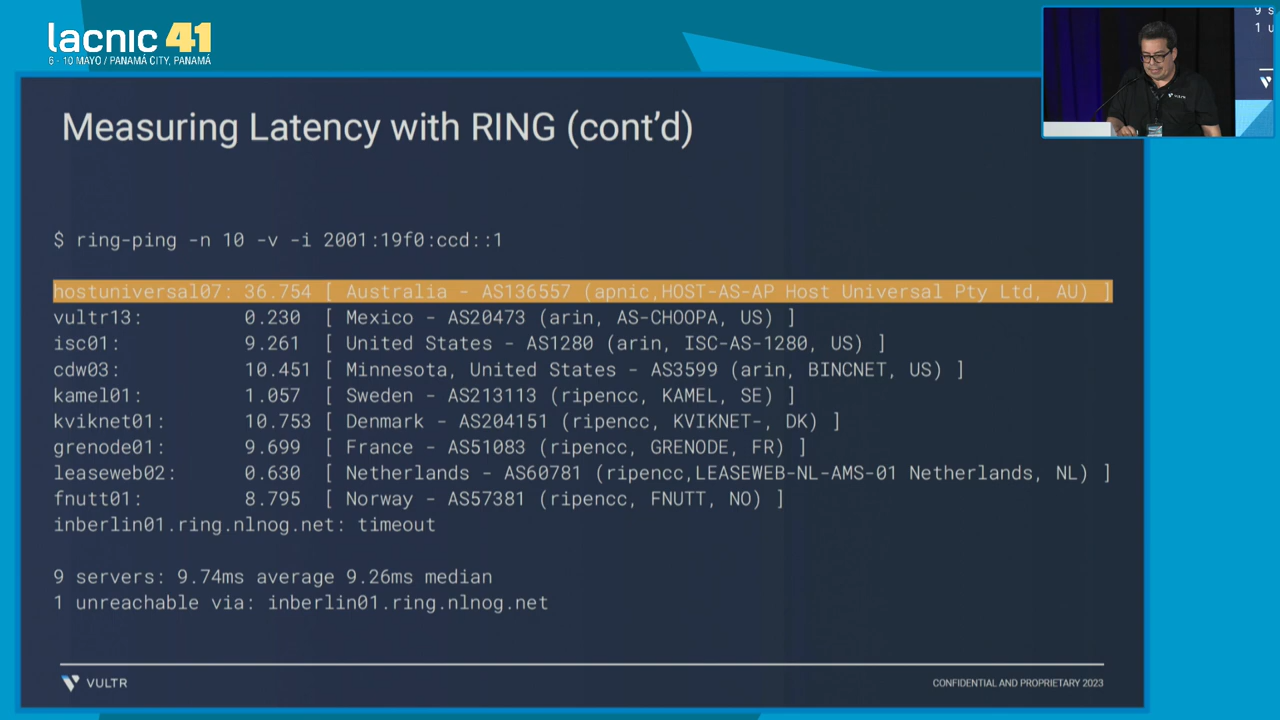 lacnic 41
6 - 10 MAYO / PANAMÁ CITY, PANAMÁ
9 s
1 u
VULTR
Measuring Latency with RING (cont'd)
$ ring-ping -n 10 -v -i 2001:19f0:ccd::1
hostuniversal07: 36.754 [ Australia - AS136557 (apnic,HOST-AS-AP Host Universal Pty Ltd, AU) ]
vultr13: 0.230 [ Mexico - AS20473 (arin, AS-CHOOPA, US) ]
isc01: 9.261 [ United States - AS1280 (arin, ISC-AS-1280, US) ]
cdw03: 10.451 [ Minnesota, United States - AS3599 (arin, BINCNET, US) ]
kamel01: 1.057 [ Sweden - AS213113 (ripencc, KAMEL, SE) ]
kviknet01: 10.753 [ Denmark - AS204151 (ripencc, KVIKNET-, DK) ]
grenode01: 9.699 [ France - AS51083 (ripencc, GRENODE, FR) ]
leaseweb02: 0.630 [ Netherlands - AS60781 (ripencc,LEASEWEB-NL-AMS-01 Netherlands, NL) ]
fnutt01: 8.795 [ Norway - AS57381 (ripencc, FNUTT, NO) ]
inberlin01.ring.nlnog.net: timeout
9 servers: 9.74ms average 9.26ms median
1 unreachable via: inberlin01.ring.nlnog.net
VULTR
CONFIDENTIAL AND PROPRIETARY 2023